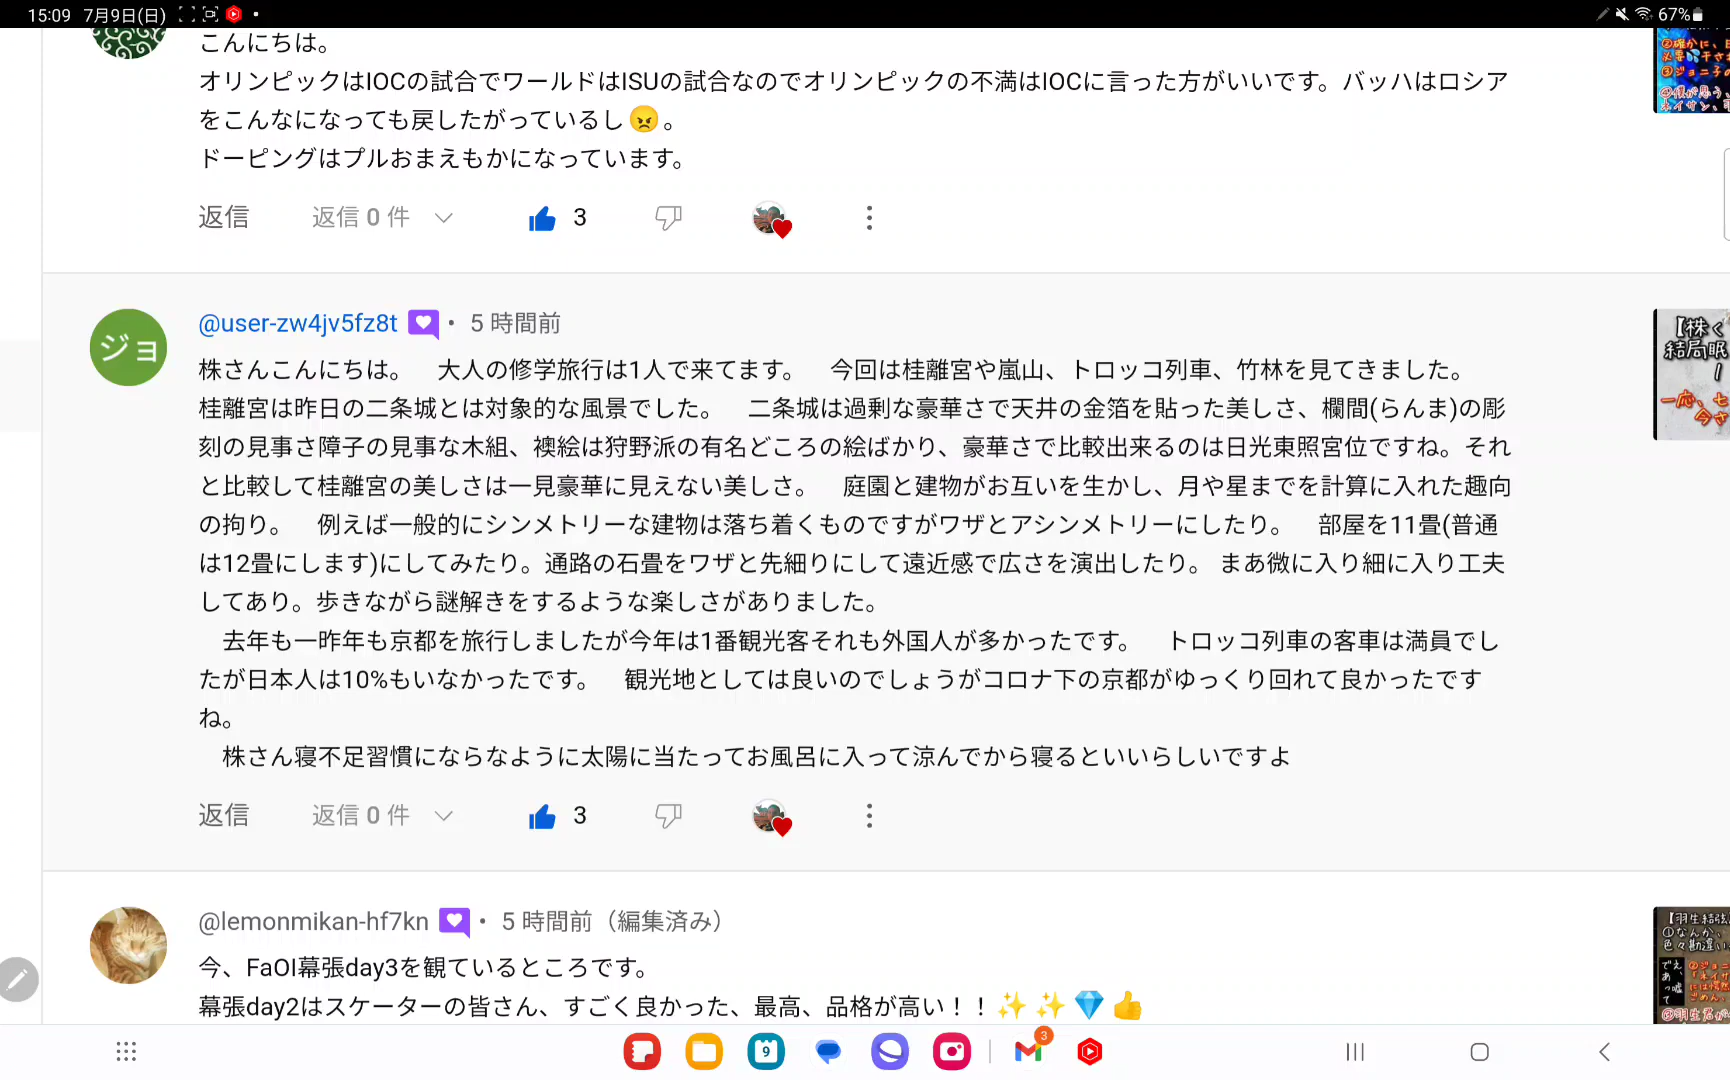 15:09 7月9日(日)
67%
こんにちは。
オリンピックはIOCの試合でワールドはISUの試合なのでオリンピックの不満はIOCに言った方がいいです。バッハはロシア
をこんなになっても戻したがっているし😠。
ドーピングはプルおまえもかになっています。
返信 返信 0 件 3
@user-zw4jv5fz8t • 5 時間前
ジョ
株さんこんにちは。 大人の修学旅行は1人で来てます。 今回は桂離宮や嵐山、トロッコ列車、竹林を見てきました。
桂離宮は昨日の二条城とは対象的な風景でした。 二条城は過剰な豪華さで天井の金箔を貼った美しさ、欄間(らんま)の彫
刻の見事さ障子の見事な木組、襖絵は狩野派の有名どころの絵ばかり、豪華さで比較出来るのは日光東照宮位ですね。それ
と比較して桂離宮の美しさは一見豪華に見えない美しさ。 庭園と建物がお互いを生かし、月や星までを計算に入れた趣向
の拘り。 例えば一般的にシンメトリーな建物は落ち着くものですがワザとアシンメトリーにしたり。 部屋を11畳(普通
は12畳にします)にしてみたり。通路の石畳をワザと先細りにして遠近感で広さを演出したり。 まあ微に入り細に入り工夫
してあり。歩きながら謎解きをするような楽しさがありました。
去年も一昨年も京都を旅行しましたが今年は1番観光客それも外国人が多かったです。 トロッコ列車の客車は満員でし
たが日本人は10%もいなかったです。 観光地としては良いのでしょうがコロナ下の京都がゆっくり回れて良かったです
ね。
株さん寝不足習慣にならなように太陽に当たってお風呂に入って涼んでから寝るといいらしいですよ
返信 返信 0 件 3
@lemonmikan-hf7kn • 5 時間前（編集済み）
今、FaOI幕張day3を観ているところです。
幕張day2はスケーターの皆さん、すごく良かった、最高、品格が高い！！✨✨💎👍
9
3
【株く
結局眠